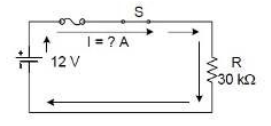 S
I = ? A
12 V
R
30 kΩ